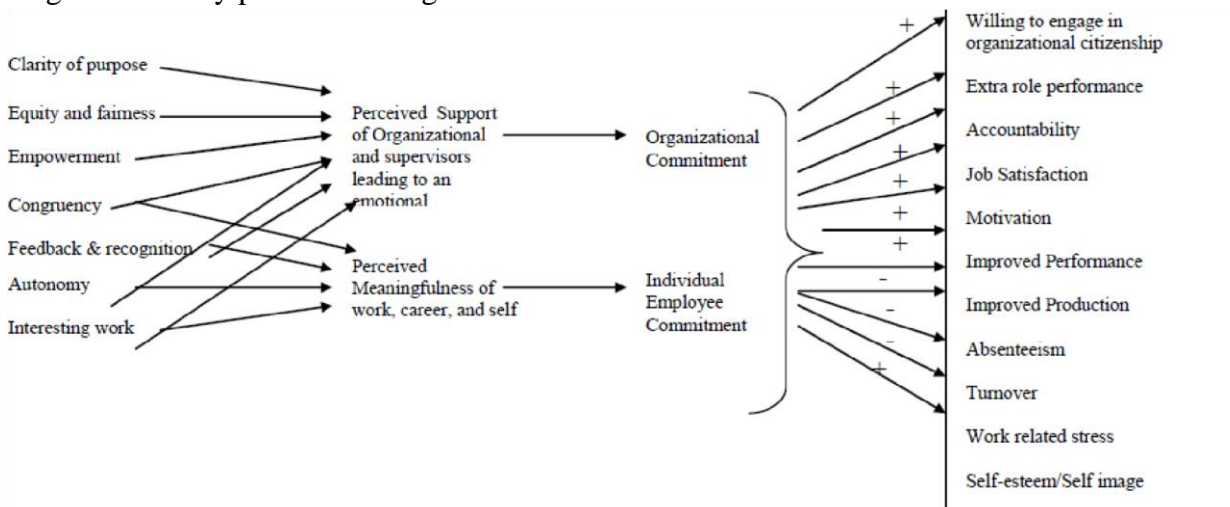 Clarity of purpose
Equity and fairness
Empowerment
Congruency
Feedback & recognition
Autonomy
Interesting work
Perceived Support
of Organizational
and supervisors
leading to an
emotional
Perceived
Meaningfulness of
work, career, and self
Organizational
Commitment
Individual
Employee
Commitment
+
+
+
+
+
+
+
-
-
-
+
Willing to engage in
organizational citizenship
Extra role performance
Accountability
Job Satisfaction
Motivation
Improved Performance
Improved Production
Absenteeism
Turnover
Work related stress
Self-esteem/Self image